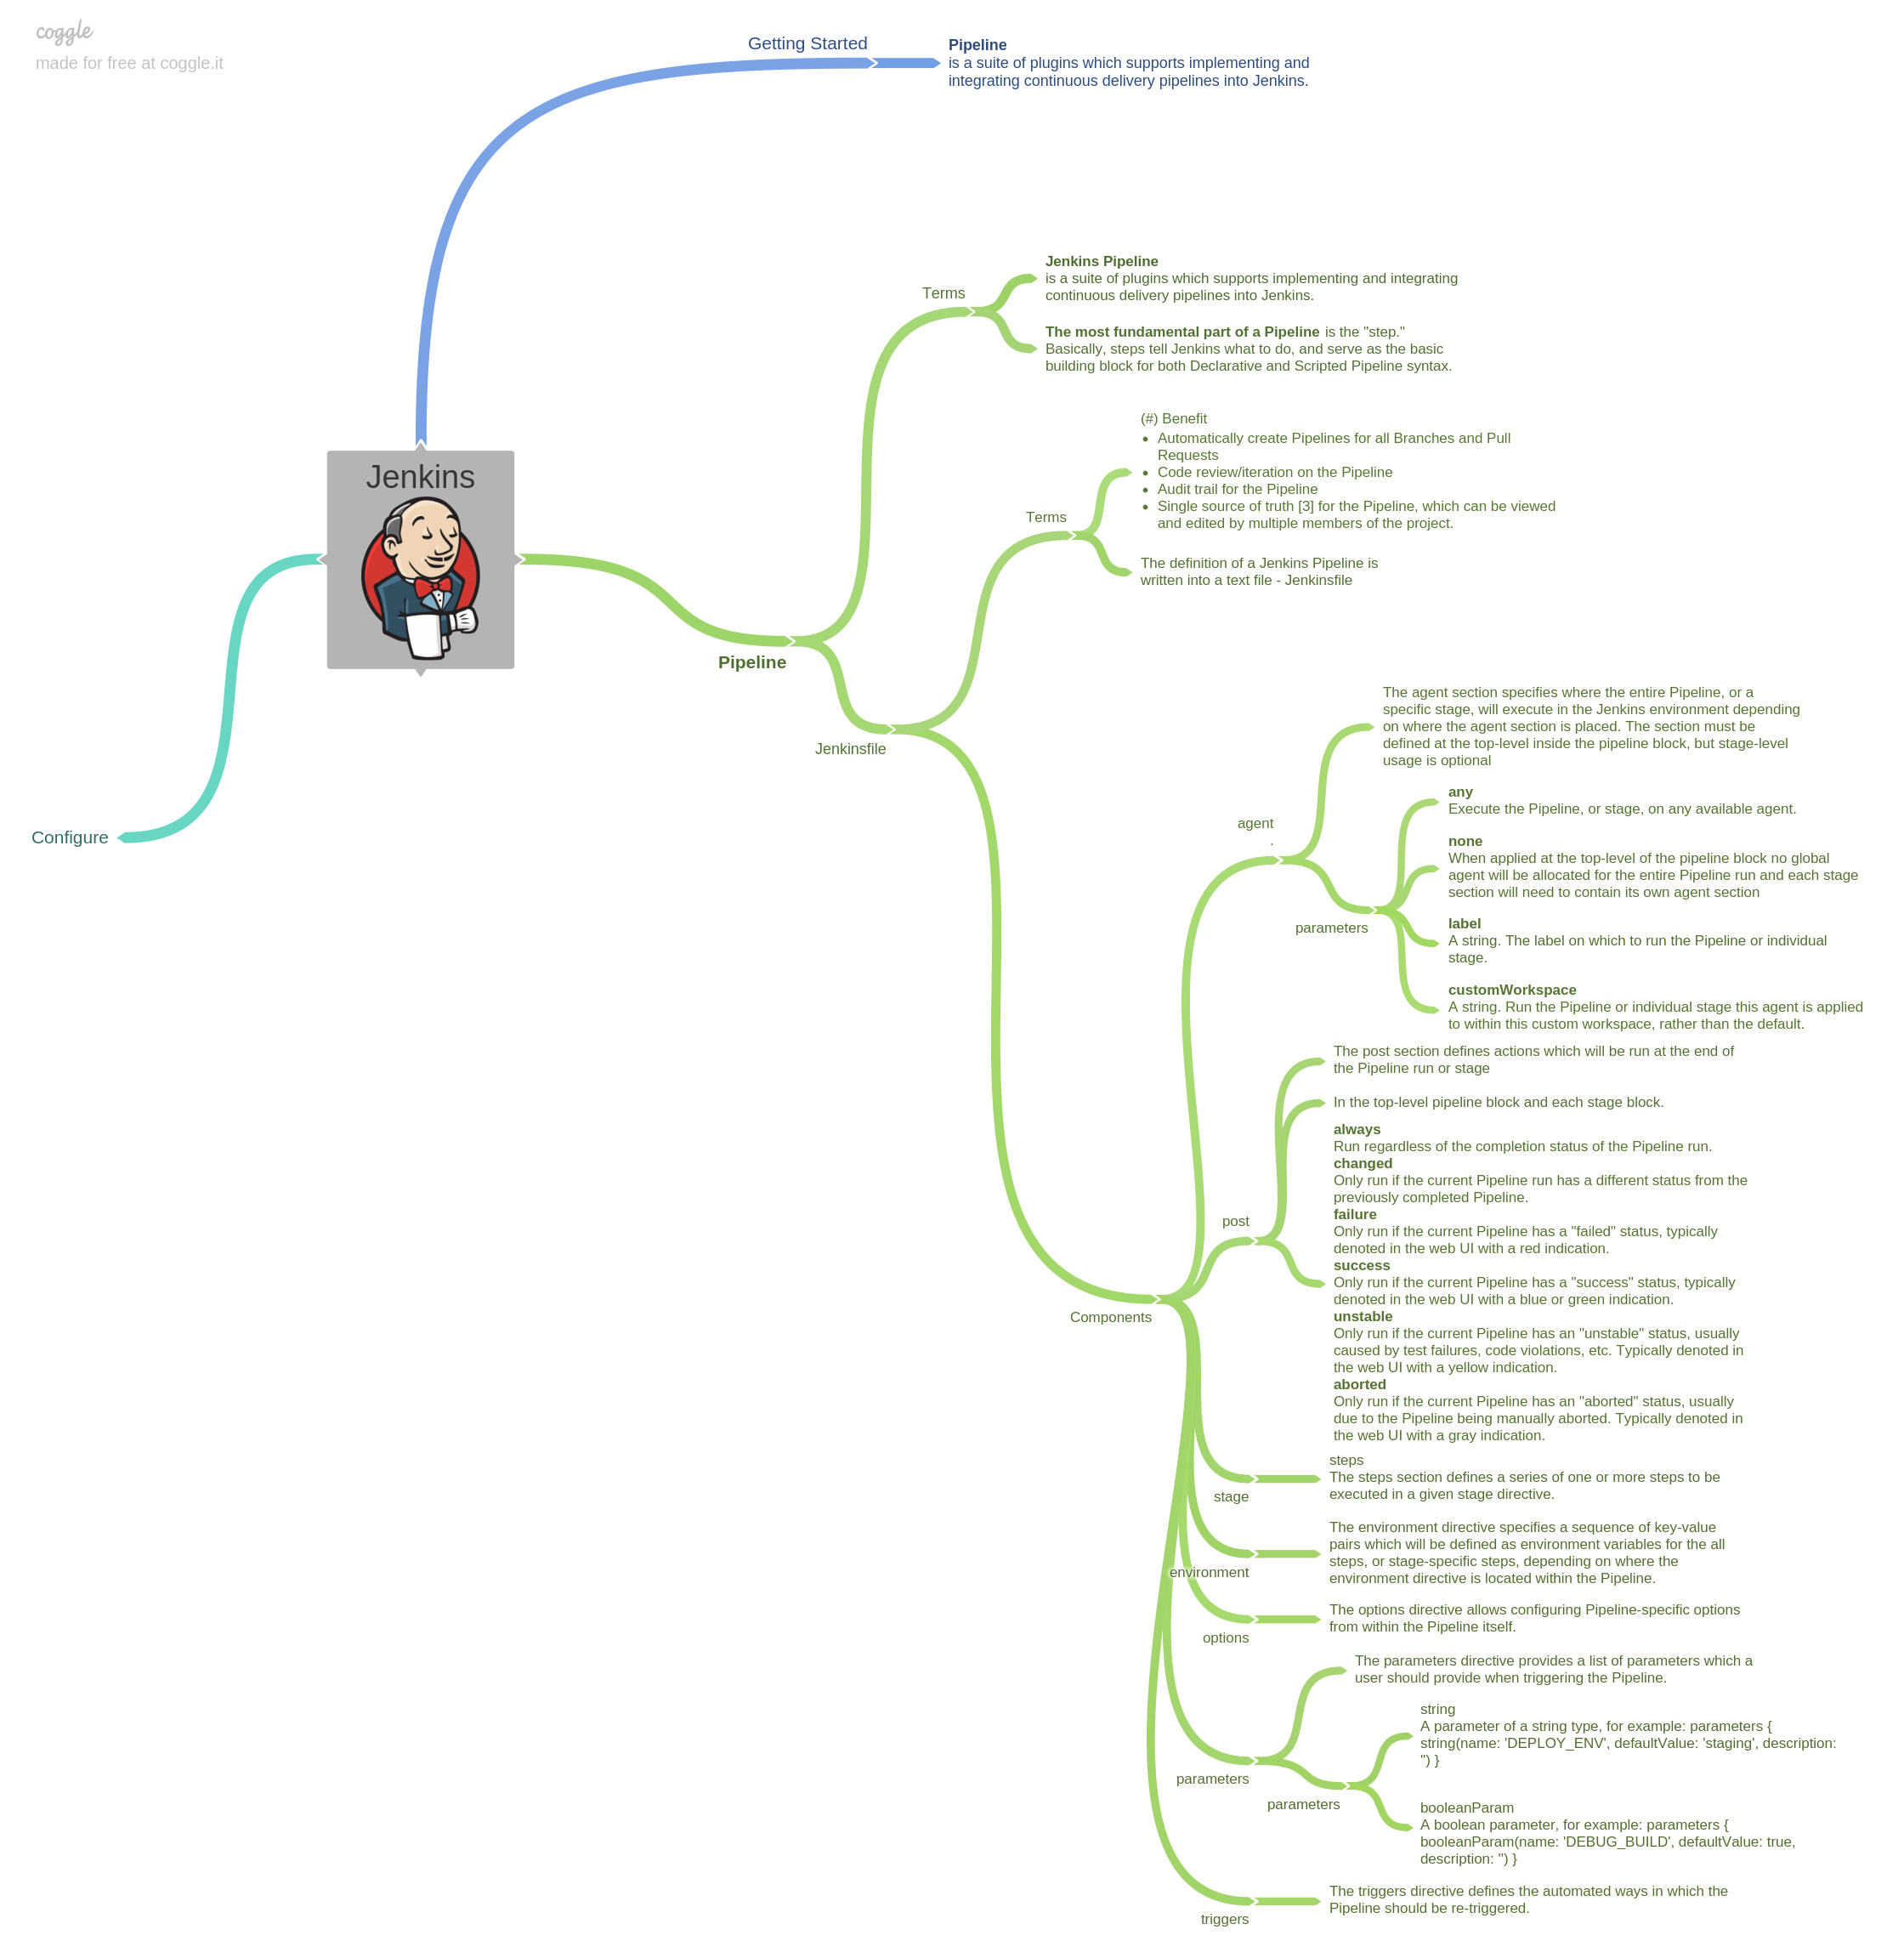 coggle
made for free at coggle.it
Getting Started
Pipeline
is a suite of plugins which supports implementing and
integrating continuous delivery pipelines into Jenkins.
Jenkins
Configure
Pipeline
Terms
Jenkins Pipeline
is a suite of plugins which supports implementing and integrating
continuous delivery pipelines into Jenkins.
The most fundamental part of a Pipeline is the "step."
Basically, steps tell Jenkins what to do, and serve as the basic
building block for both Declarative and Scripted Pipeline syntax.
Jenkinsfile
Terms
(#) Benefit
• Automatically create Pipelines for all Branches and Pull
Requests
• Code review/iteration on the Pipeline
• Audit trail for the Pipeline
• Single source of truth [3] for the Pipeline, which can be viewed
and edited by multiple members of the project.
The definition of a Jenkins Pipeline is
written into a text file - Jenkinsfile
Components
agent
.
The agent section specifies where the entire Pipeline, or a
specific stage, will execute in the Jenkins environment depending
on where the agent section is placed. The section must be
defined at the top-level inside the pipeline block, but stage-level
usage is optional
parameters
any
Execute the Pipeline, or stage, on any available agent.
none
When applied at the top-level of the pipeline block no global
agent will be allocated for the entire Pipeline run and each stage
section will need to contain its own agent section
label
A string. The label on which to run the Pipeline or individual
stage.
customWorkspace
A string. Run the Pipeline or individual stage this agent is applied
to within this custom workspace, rather than the default.
post
The post section defines actions which will be run at the end of
the Pipeline run or stage
In the top-level pipeline block and each stage block.
always
Run regardless of the completion status of the Pipeline run.
changed
Only run if the current Pipeline run has a different status from the
previously completed Pipeline.
failure
Only run if the current Pipeline has a "failed" status, typically
denoted in the web UI with a red indication.
success
Only run if the current Pipeline has a "success" status, typically
denoted in the web UI with a blue or green indication.
unstable
Only run if the current Pipeline has an "unstable" status, usually
caused by test failures, code violations, etc. Typically denoted in
the web UI with a yellow indication.
aborted
Only run if the current Pipeline has an "aborted" status, usually
due to the Pipeline being manually aborted. Typically denoted in
the web UI with a gray indication.
stage
steps
The steps section defines a series of one or more steps to be
executed in a given stage directive.
environment
The environment directive specifies a sequence of key-value
pairs which will be defined as environment variables for the all
steps, or stage-specific steps, depending on where the
environment directive is located within the Pipeline.
options
The options directive allows configuring Pipeline-specific options
from within the Pipeline itself.
parameters
The parameters directive provides a list of parameters which a
user should provide when triggering the Pipeline.
parameters
string
A parameter of a string type, for example: parameters {
string(name: 'DEPLOY_ENV', defaultValue: 'staging', description:
'') }
booleanParam
A boolean parameter, for example: parameters {
booleanParam(name: 'DEBUG_BUILD', defaultValue: true,
description: '') }
triggers
The triggers directive defines the automated ways in which the
Pipeline should be re-triggered.